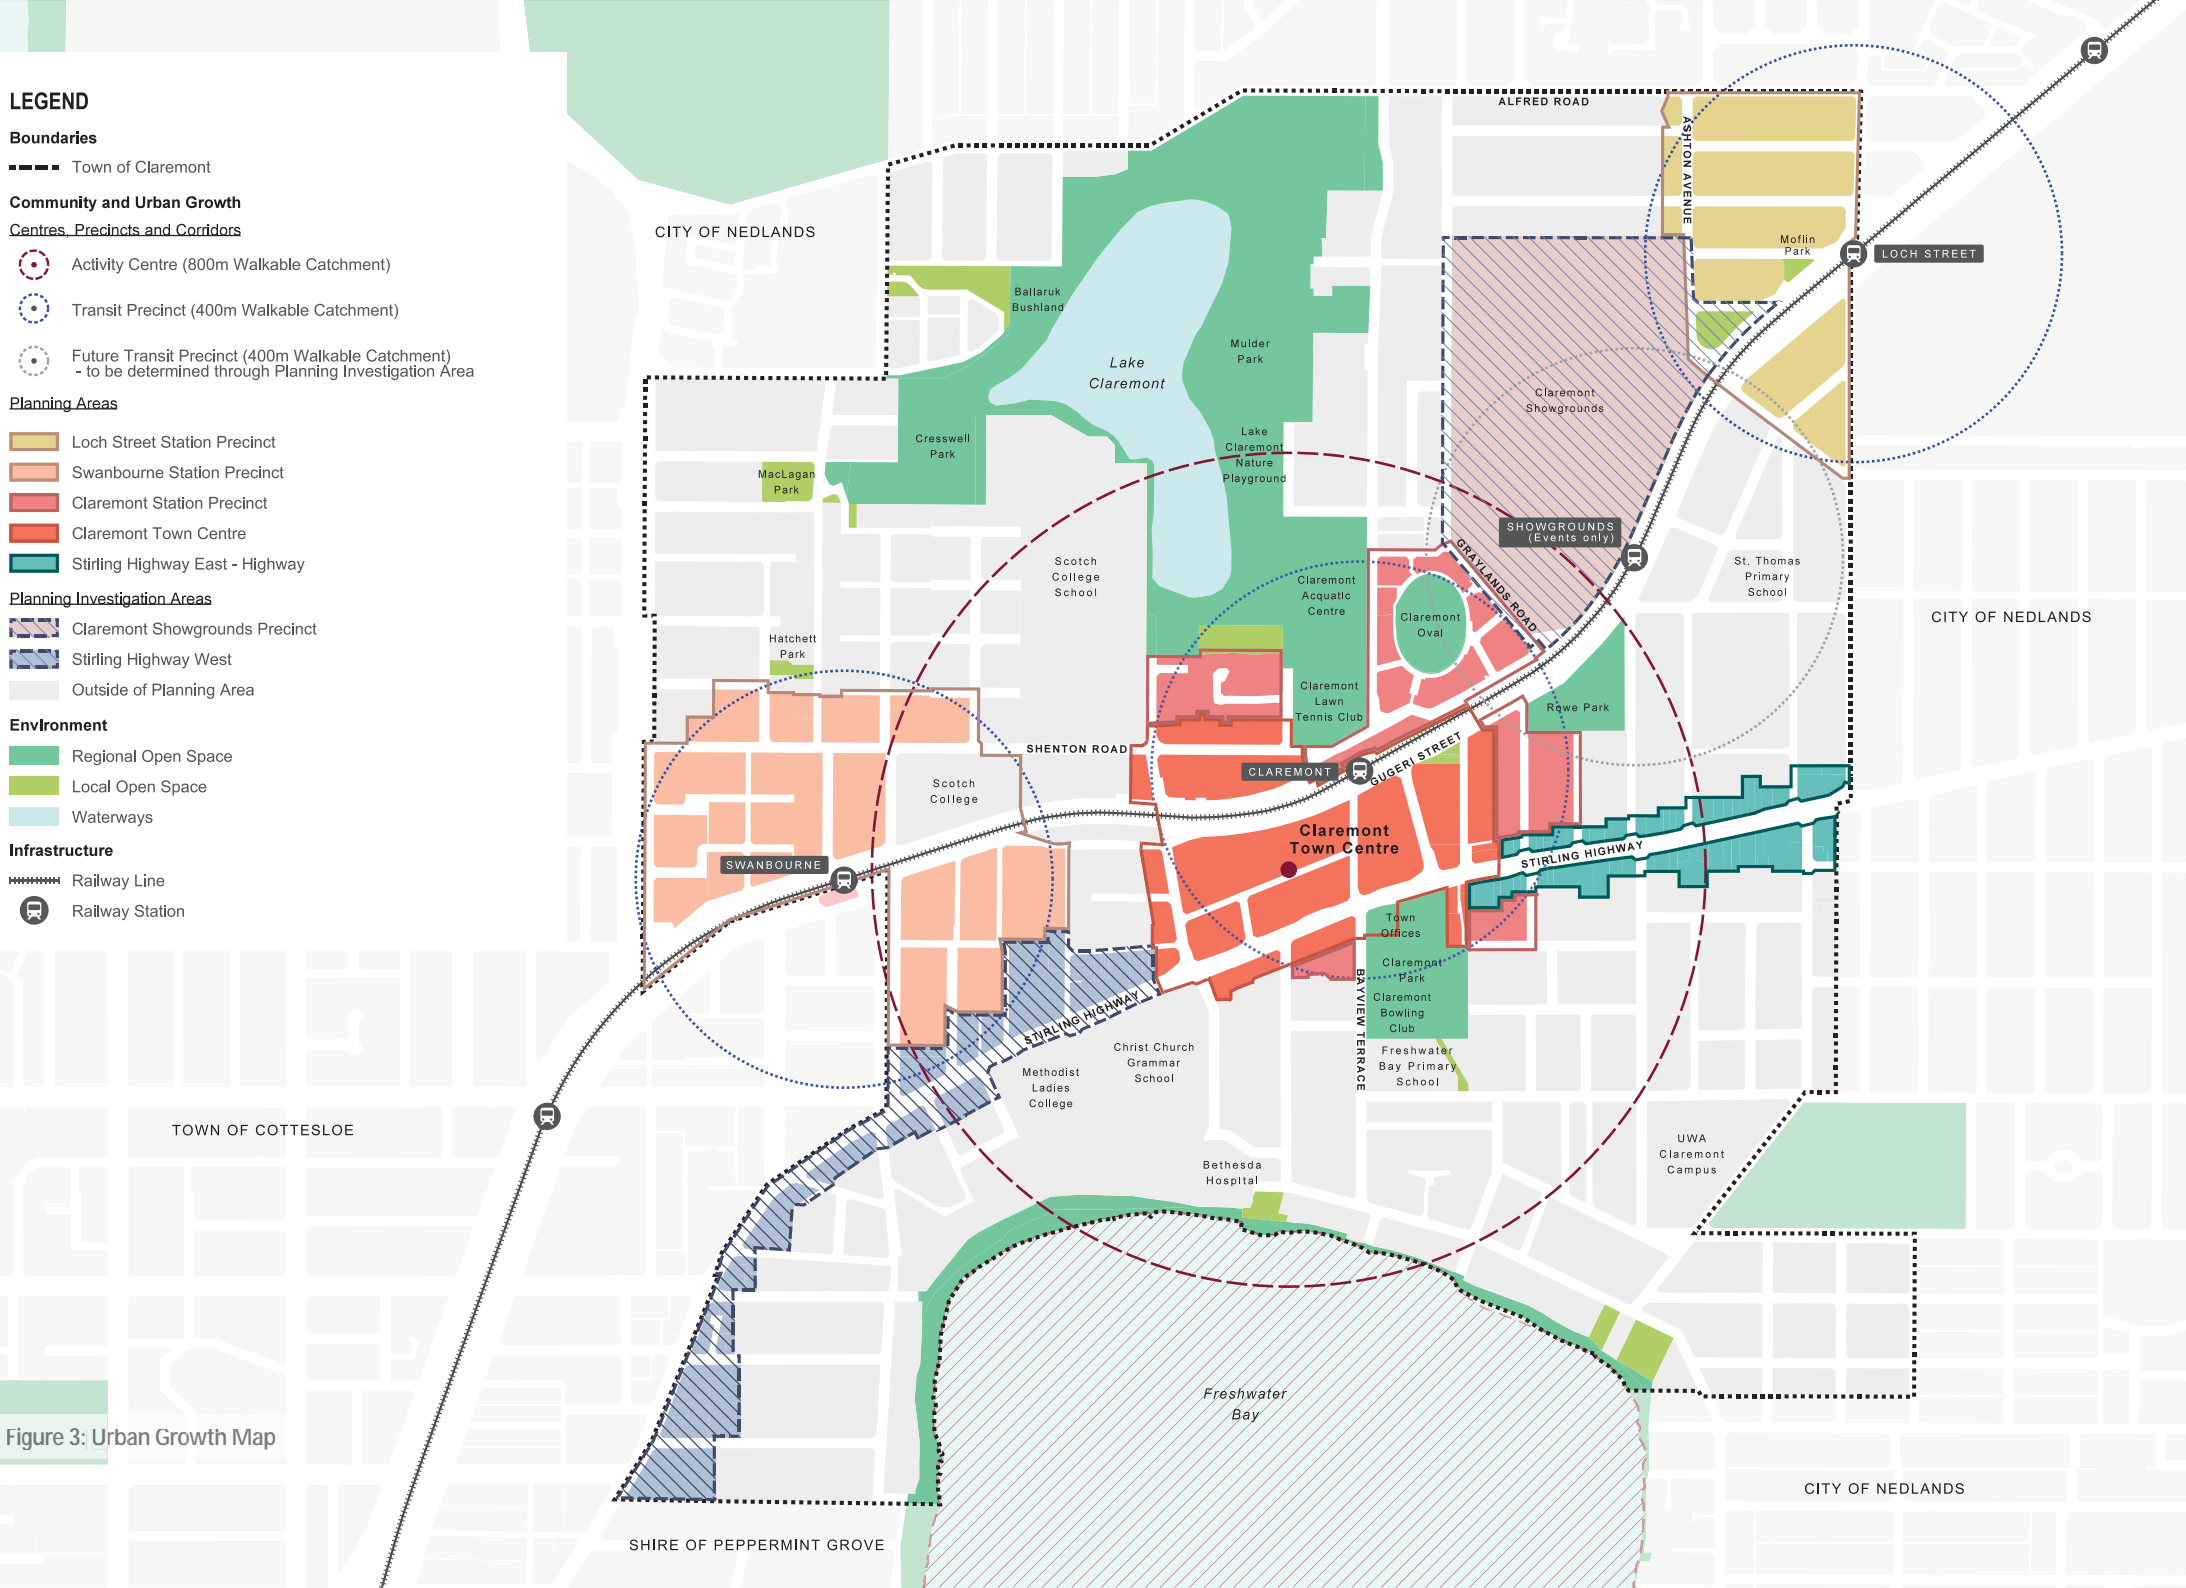 LEGEND
Boundaries
Town of Claremont
Community and Urban Growth
Centres, Precincts and Corridors
Activity Centre (800m Walkable Catchment)
Transit Precinct (400m Walkable Catchment)
Future Transit Precinct (400m Walkable Catchment)
- to be determined through Planning Investigation Area
Planning Areas
Loch Street Station Precinct
Swanbourne Station Precinct
Claremont Station Precinct
Claremont Town Centre
Stirling Highway East - Highway
Planning Investigation Areas
Claremont Showgrounds Precinct
Stirling Highway West
Outside of Planning Area
Environment
Regional Open Space
Local Open Space
Waterways
Infrastructure
Railway Line
Railway Station
Figure 3: Urban Growth Map
ALFRED ROAD
ASHTON AVENUE
CITY OF NEDLANDS
Moflin
Park
LOCH STREET
Ballaruk
Bushland
Mulder
Park
Lake
Claremont
Claremont
Showgrounds
Cresswell
Park
Lake
Claremont
Nature
Playground
MacLagan
Park
SHOWGROUNDS
(Events only)
GRAYLANDS ROAD
Scotch
College
School
Claremont
Acquatic
Centre
St. Thomas
Primary
School
Claremont
Oval
CITY OF NEDLANDS
Hatchett
Park
Claremont
Lawn
Tennis Club
Rowe Park
SHENTON ROAD
CLAREMONT
GUGERI STREET
Scotch
College
Claremont
Town Centre
SWANBOURNE
STIRLING HIGHWAY
Town
Offices
Claremont
Park
BAYVIEW TERRACE
Claremont
Bowling
Club
STIRLING HIGHWAY
Christ Church
Grammar
School
Freshwater
Bay Primary
School
Methodist
Ladies
College
TOWN OF COTTESLOE
UWA
Claremont
Campus
Bethesda
Hospital
Freshwater
Bay
CITY OF NEDLANDS
SHIRE OF PEPPERMINT GROVE